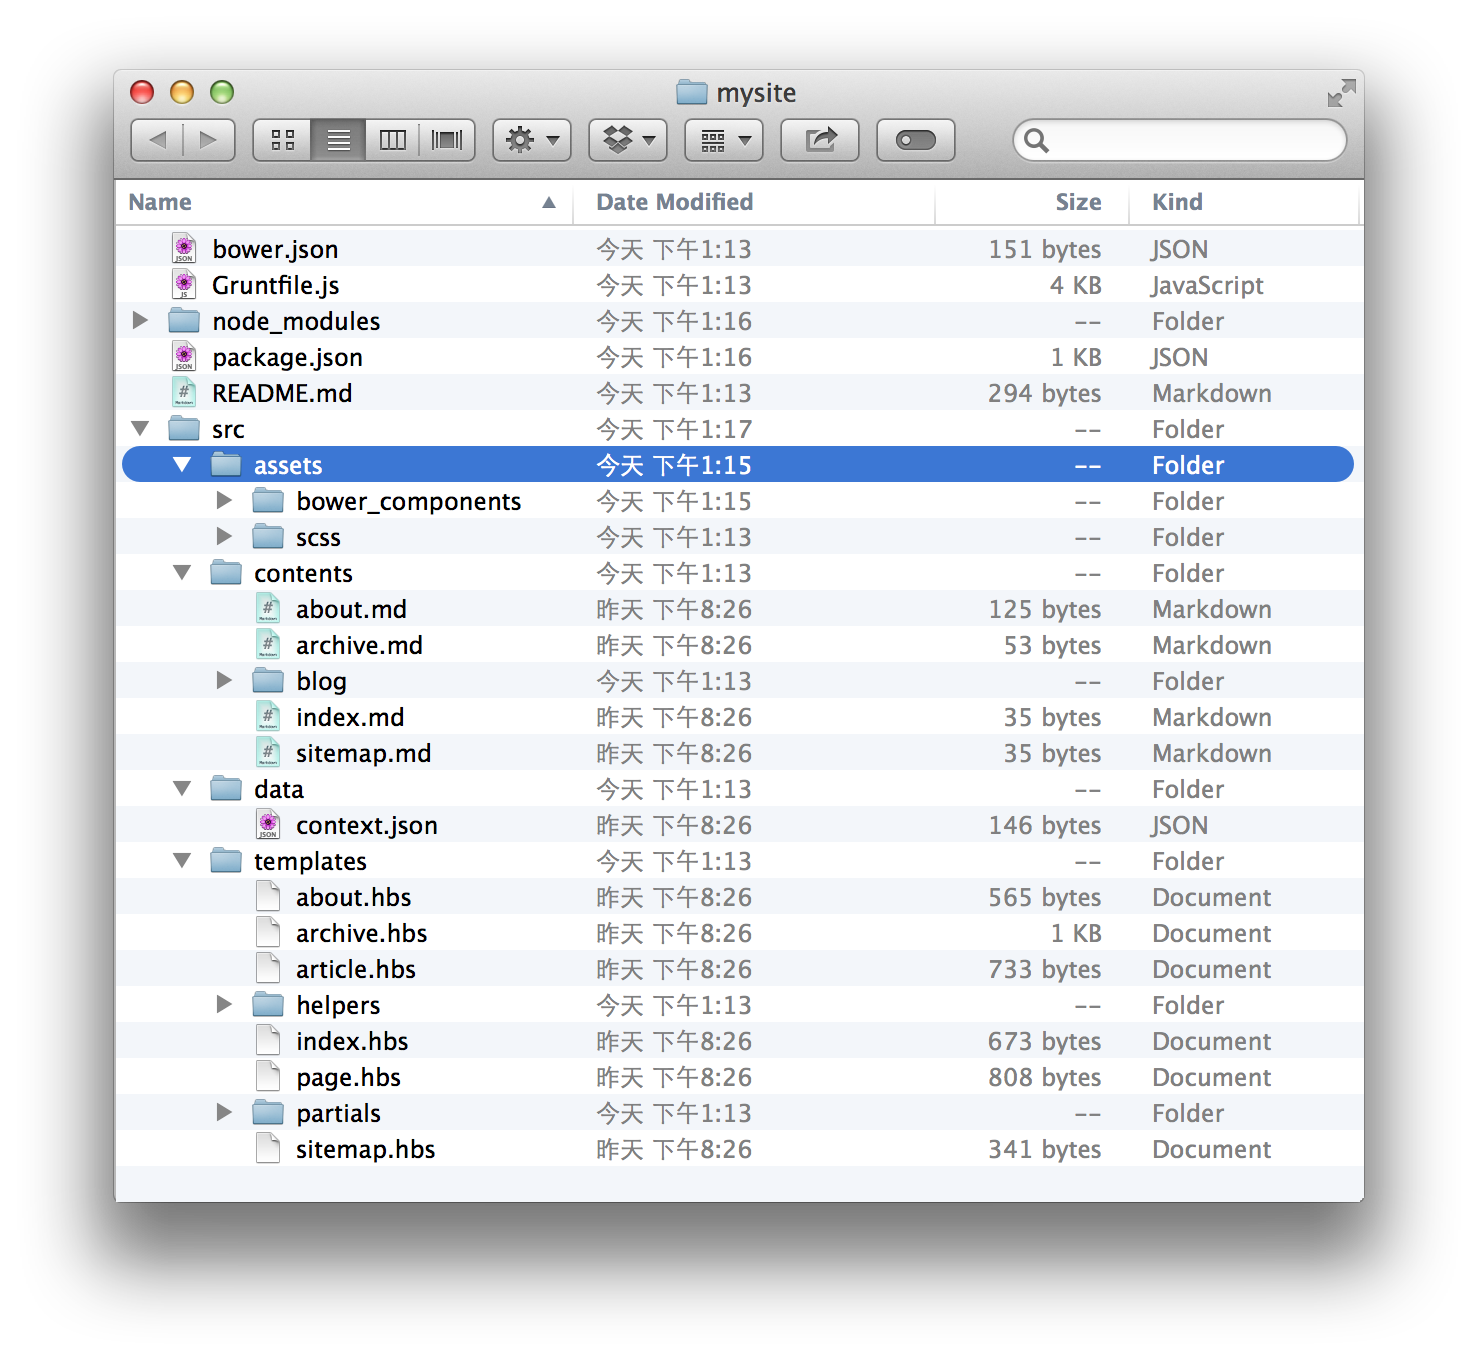 mysite
Name Date Modified Size Kind
bower.json 今天 下午1:13 151 bytes JSON
Gruntfile.js 今天 下午1:13 4 KB JavaScript
node_modules 今天 下午1:16 -- Folder
package.json 今天 下午1:16 1 KB JSON
README.md 今天 下午1:13 294 bytes Markdown
src 今天 下午1:17 -- Folder
assets 今天 下午1:15 -- Folder
bower_components 今天 下午1:15 -- Folder
scss 今天 下午1:13 -- Folder
contents 今天 下午1:13 -- Folder
about.md 昨天 下午8:26 125 bytes Markdown
archive.md 昨天 下午8:26 53 bytes Markdown
blog 今天 下午1:13 -- Folder
index.md 昨天 下午8:26 35 bytes Markdown
sitemap.md 昨天 下午8:26 35 bytes Markdown
data 今天 下午1:13 -- Folder
context.json 昨天 下午8:26 146 bytes JSON
templates 今天 下午1:13 -- Folder
about.hbs 昨天 下午8:26 565 bytes Document
archive.hbs 昨天 下午8:26 1 KB Document
article.hbs 昨天 下午8:26 733 bytes Document
helpers 今天 下午1:13 -- Folder
index.hbs 昨天 下午8:26 673 bytes Document
page.hbs 昨天 下午8:26 808 bytes Document
partials 今天 下午1:13 -- Folder
sitemap.hbs 昨天 下午8:26 341 bytes Document